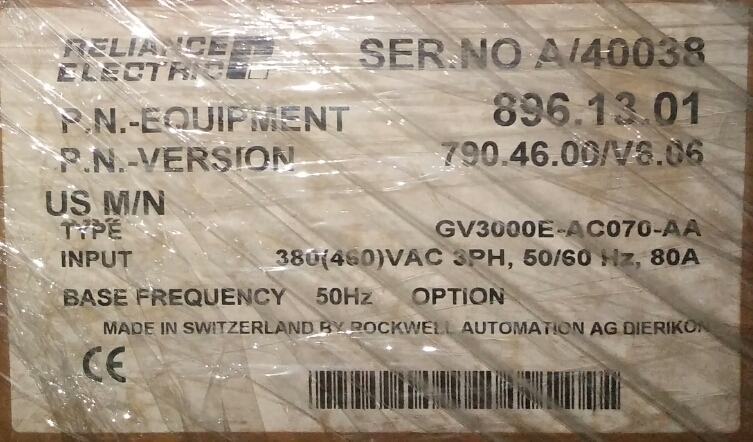 RELIANCE ELECTRIC
SER.NO A/40038
P.N.-EQUIPMENT 896.13.01
P.N.-VERSION 790.46.00/V6.06
US M/N
TYPE GV3000E-AC070-AA
INPUT 380(460)VAC 3PH, 50/60 Hz, 80A
BASE FREQUENCY 50Hz OPTION
MADE IN SWITZERLAND BY ROCKWELL AUTOMATION AG DIERIKON
CE